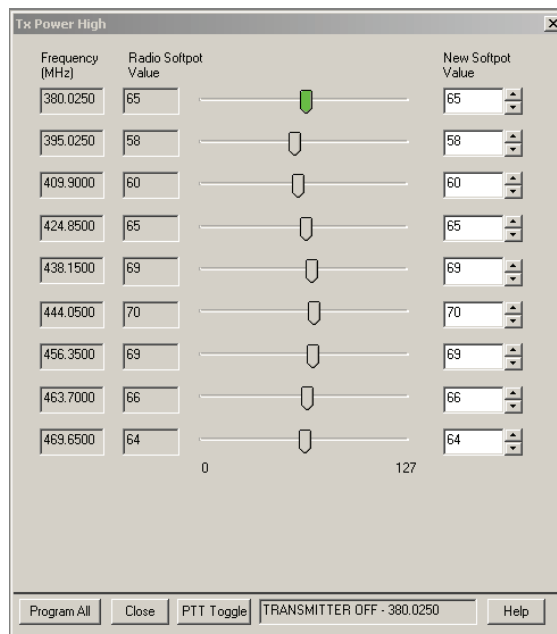 Tx Power High
Frequency (MHz) Radio Softpot Value New Softpot Value
380.0250 65 65
395.0250 58 58
409.9000 60 60
424.8500 65 65
438.1500 69 69
444.0500 70 70
456.3500 69 69
463.7000 66 66
469.6500 64 64
0 127
Program All Close PTT Toggle TRANSMITTER OFF - 380.0250 Help